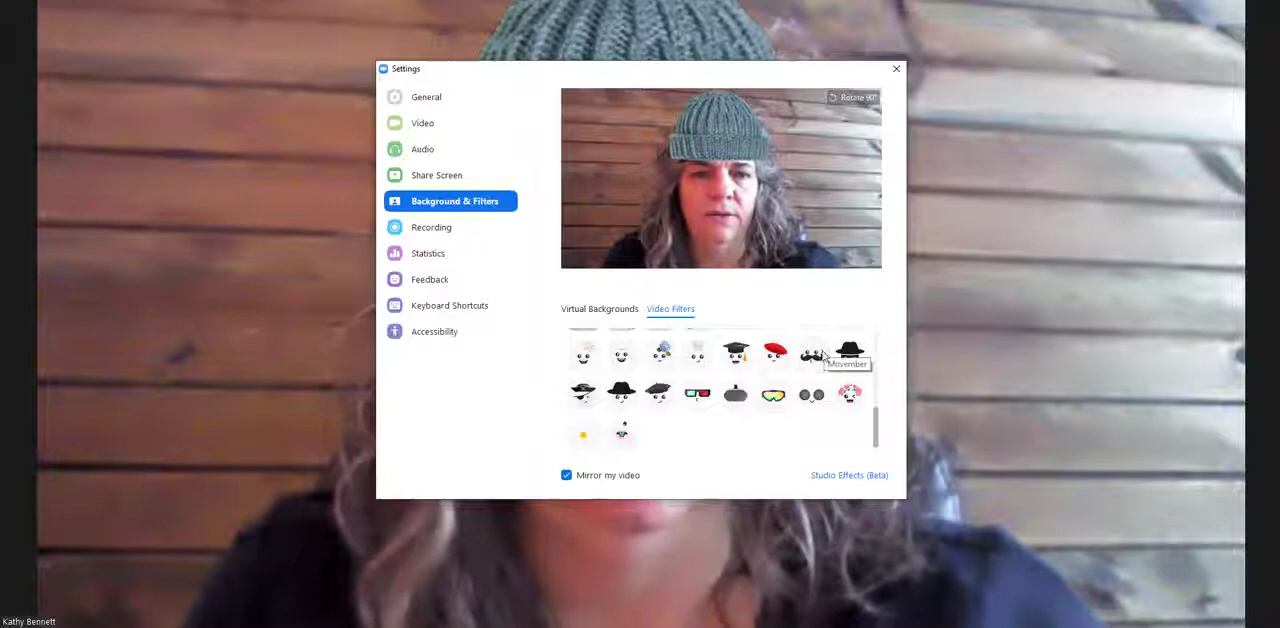 Settings
General
Video
Audio
Share Screen
Background & Filters
Recording
Statistics
Feedback
Keyboard Shortcuts
Accessibility
Rotate 90°
Virtual Backgrounds Video Filters
Movember
Mirror my video
Studio Effects (Beta)
Kathy Bennett